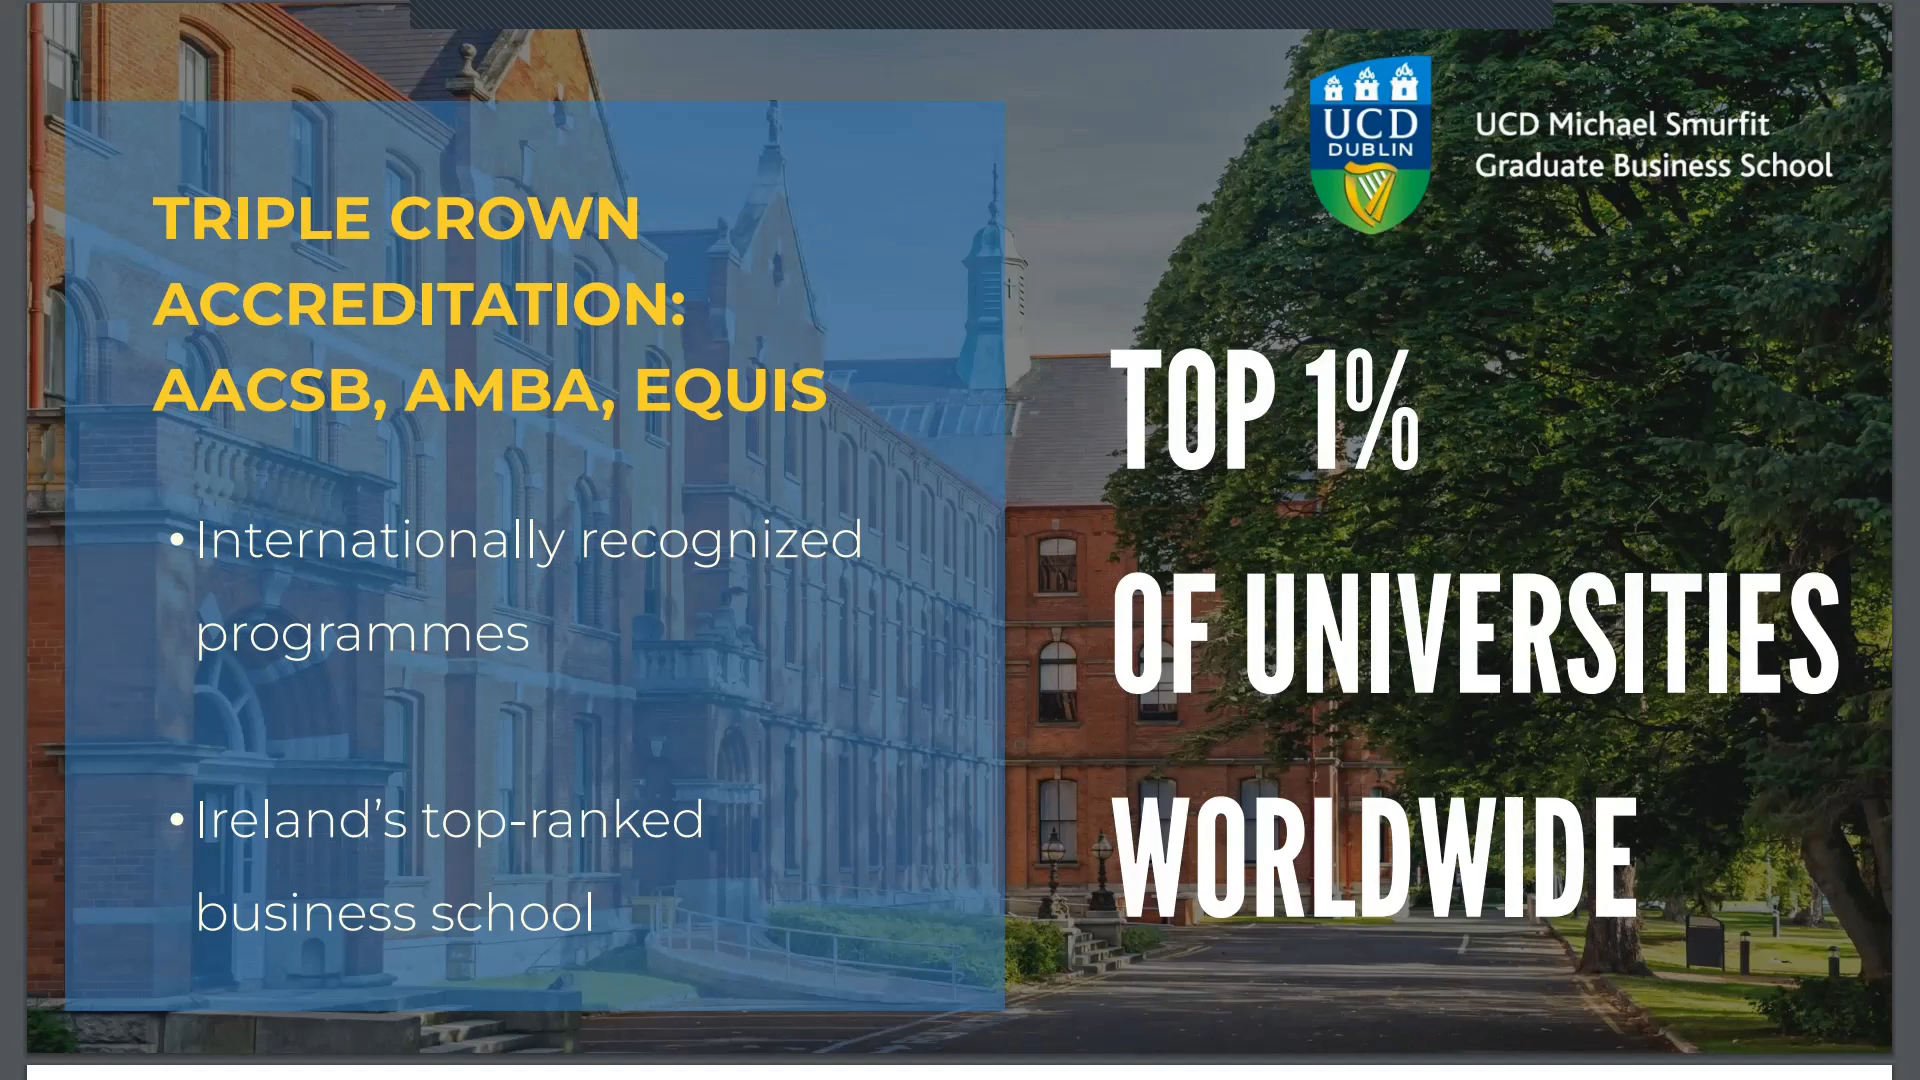 TRIPLE CROWN
ACCREDITATION:
AACSB, AMBA, EQUIS
• Internationally recognized
programmes
• Ireland’s top-ranked
business school
UCD
DUBLIN
UCD Michael Smurfit
Graduate Business School
TOP 1%
OF UNIVERSITIES
WORLDWIDE